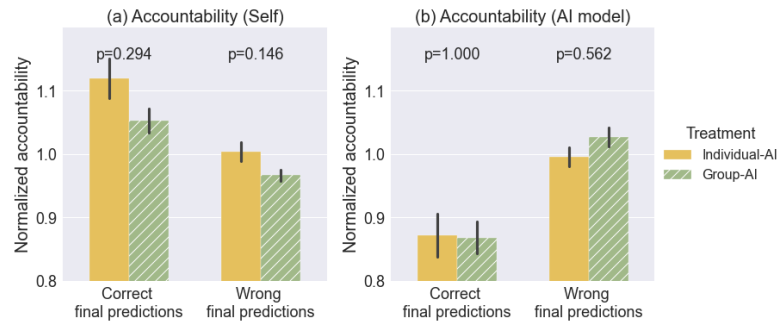 (a) Accountability (Self)
p=0.294
p=0.146
Normalized accountability
1.1
1.0
0.9
0.8
Correct
final predictions
Wrong
final predictions
(b) Accountability (AI model)
p=1.000
p=0.562
Normalized accountability
1.1
1.0
0.9
0.8
Correct
final predictions
Wrong
final predictions
Treatment
Individual-AI
Group-AI